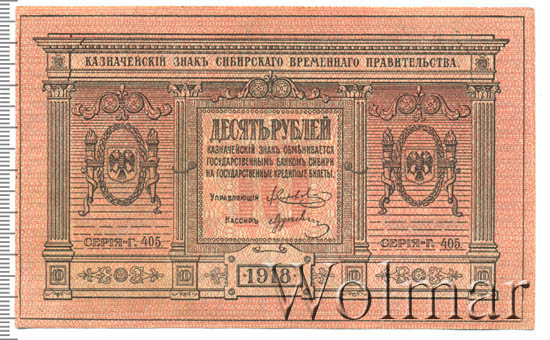 КАЗНАЧЕЙСКІЙ ЗНАКЪ СИБИРСКАГО ВРЕМЕННАГО ПРАВИТЕЛЬСТВА.
ДЕСЯТЬ РУБЛЕЙ
КАЗНАЧЕЙСКІЙ ЗНАКЪ ОБМѢНИВАЕТСЯ
ГОСУДАРСТВЕННЫМЪ БАНКОМЪ СИБИРИ
НА ГОСУДАРСТВЕННЫЕ КРЕДИТНЫЕ БИЛЕТЫ.
УПРАВЛЯЮЩІЙ
КАССИРЪ
СЕРІЯ-Г. 405 СЕРІЯ-Г. 405
1918
Wolmar